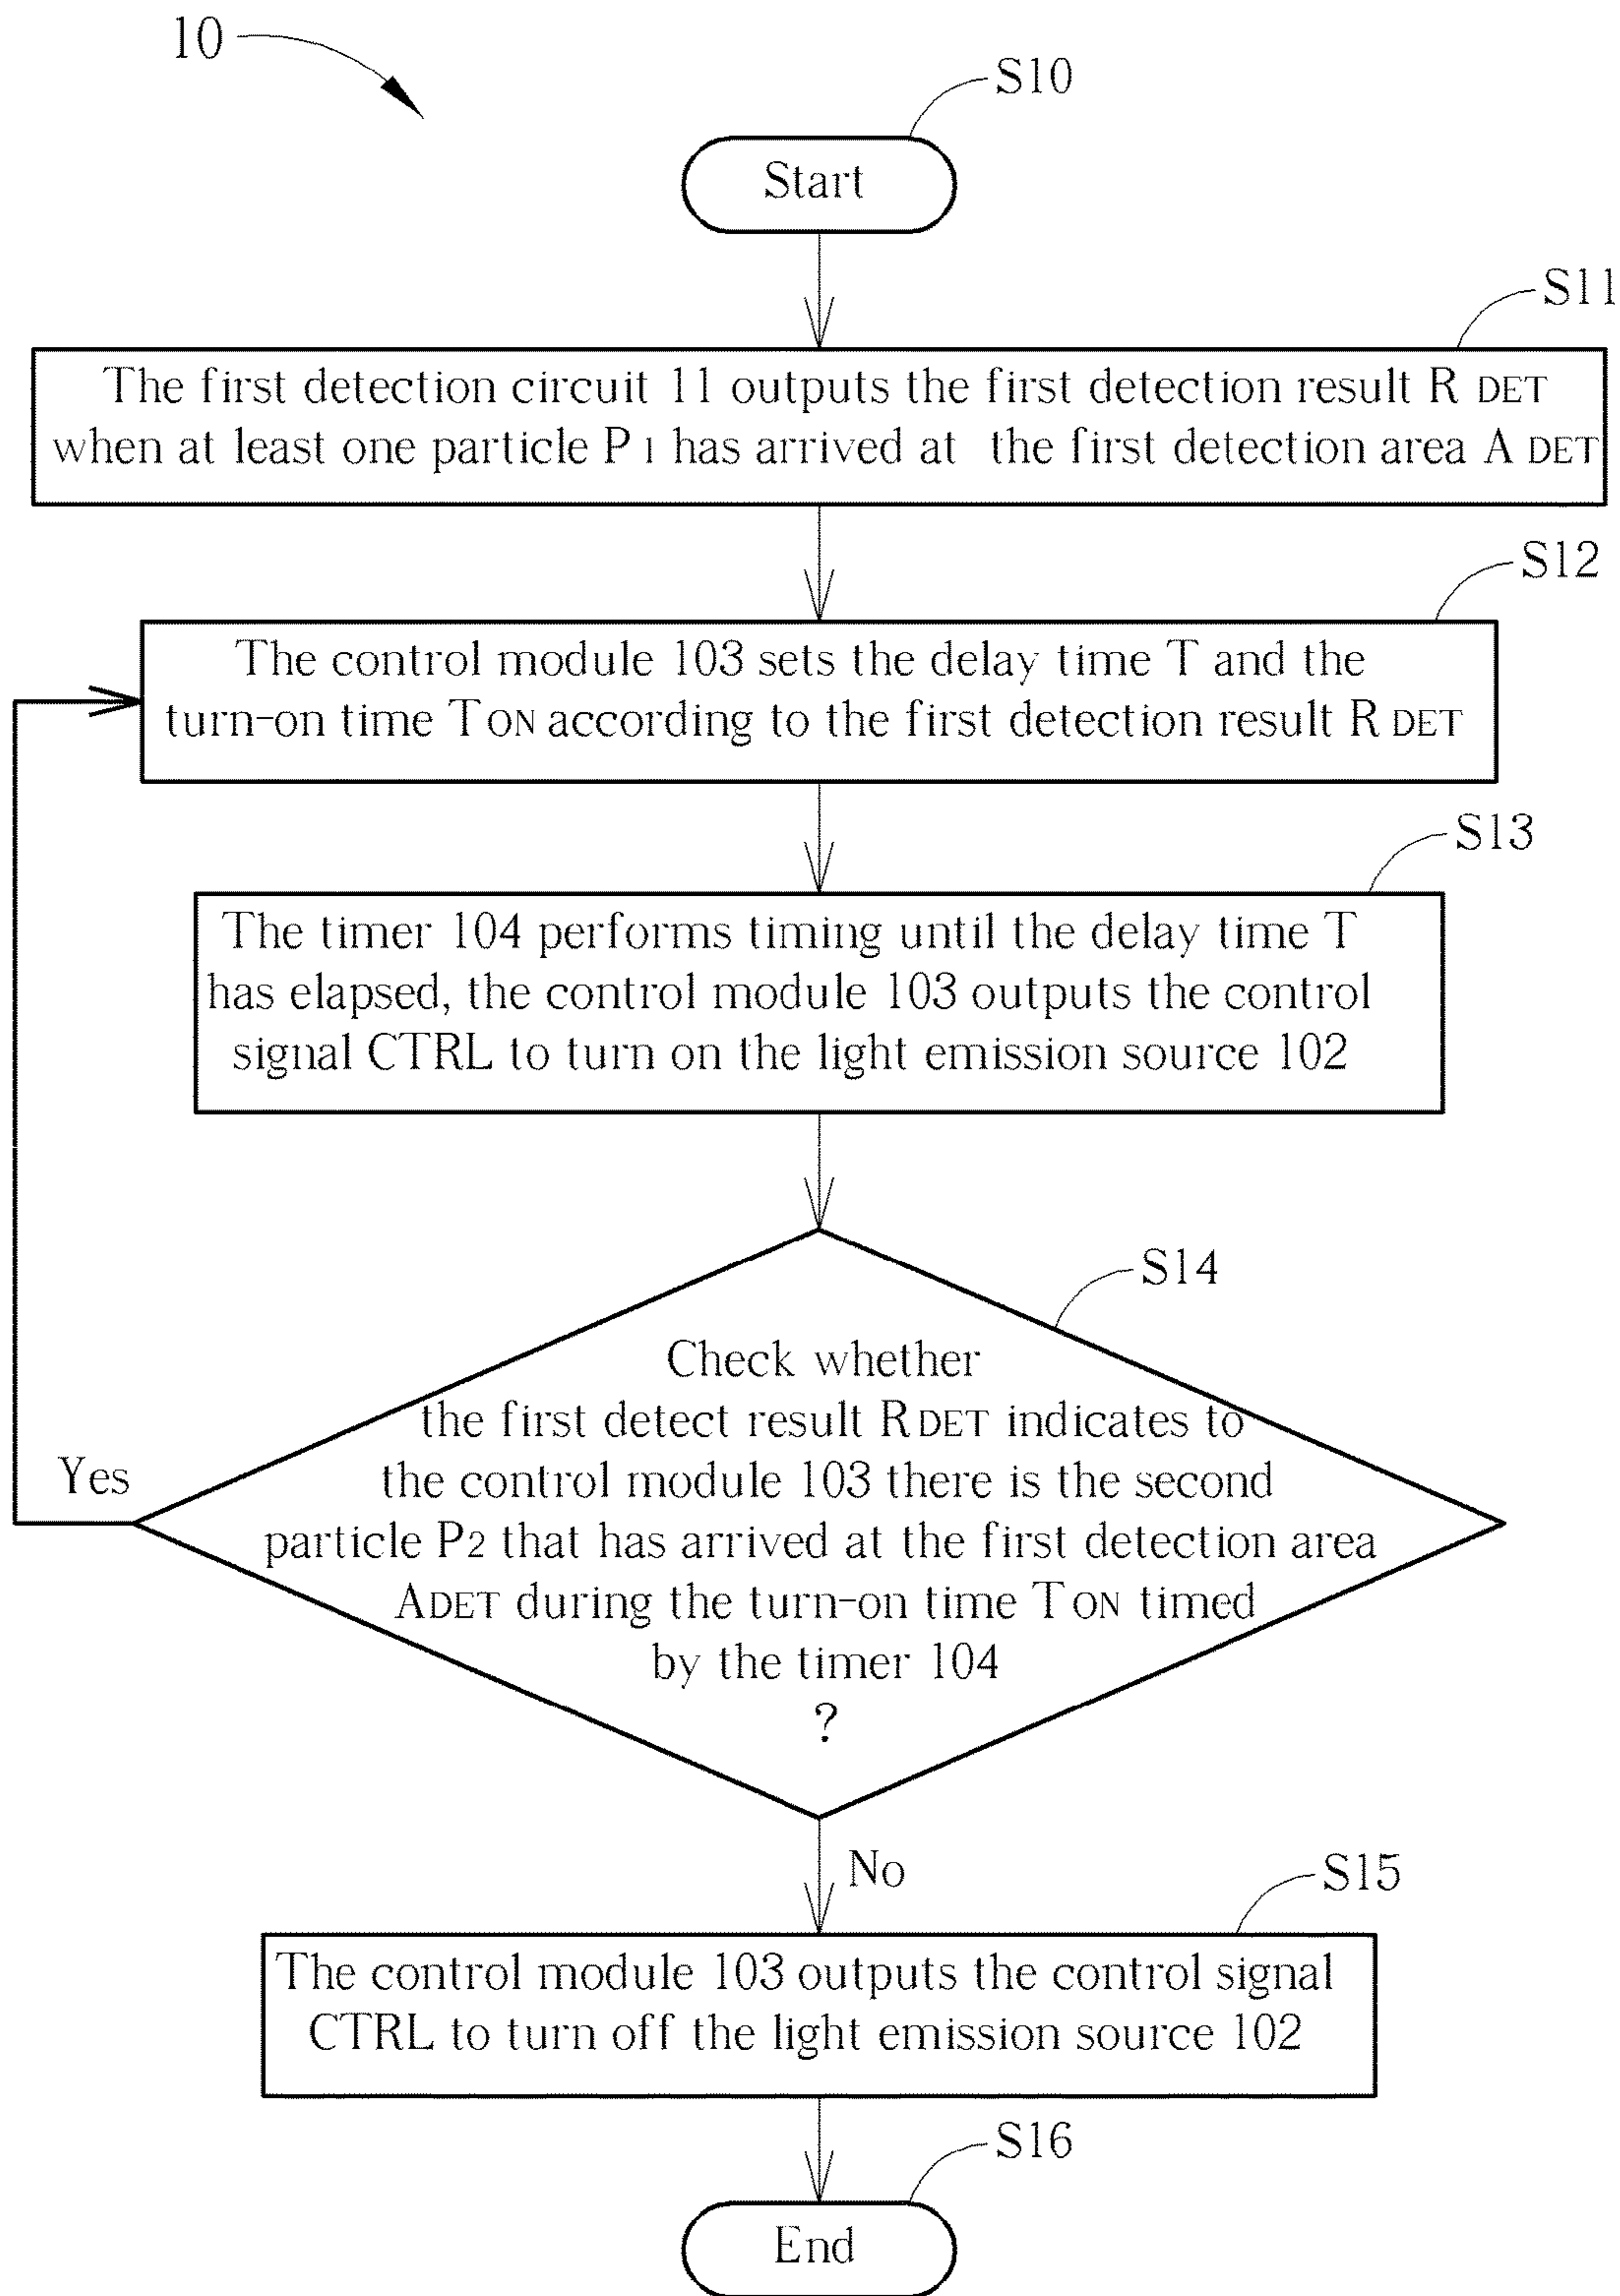 10
S10
Start
S11
The first detection circuit 11 outputs the first detection result R DET
when at least one particle P 1 has arrived at the first detection area A DET
S12
The control module 103 sets the delay time T and the
turn-on time TON according to the first detection result R DET
S13
The timer 104 performs timing until the delay time T
has elapsed, the control module 103 outputs the control
signal CTRL to turn on the light emission source 102
S14
Check whether
the first detect result RDET indicates to
the control module 103 there is the second
particle P2 that has arrived at the first detection area
ADET during the turn-on time TON timed
by the timer 104
?
Yes
No
S15
The control module 103 outputs the control signal
CTRL to turn off the light emission source 102
S16
End